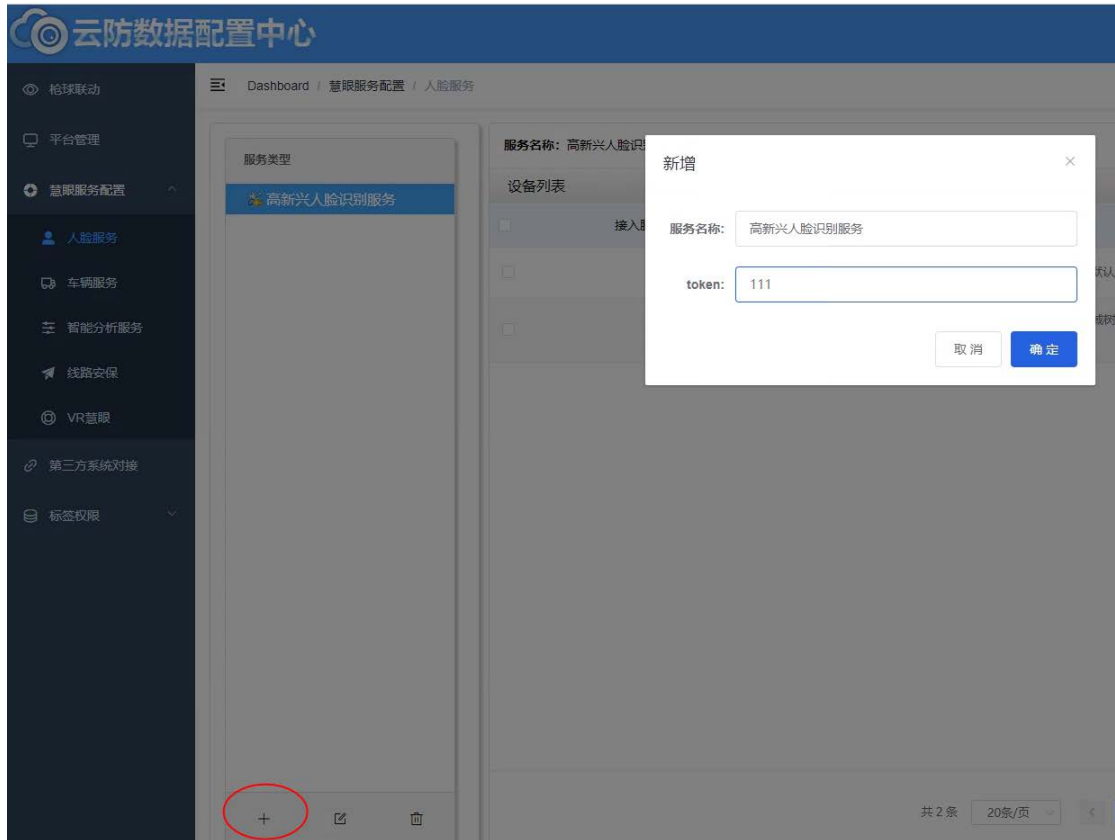 云防数据配置中心
枪球联动
平台管理
慧眼服务配置
人脸服务
车辆服务
智能分析服务
线路安保
VR慧眼
第三方系统对接
标签权限
Dashboard / 慧眼服务配置 / 人脸服务
服务类型
高新兴人脸识别服务
服务名称: 高新兴人脸识
设备列表
接入
新增
服务名称: 高新兴人脸识别服务
token: 111
取 消 确 定
默认
或树
共 2 条 20条/页